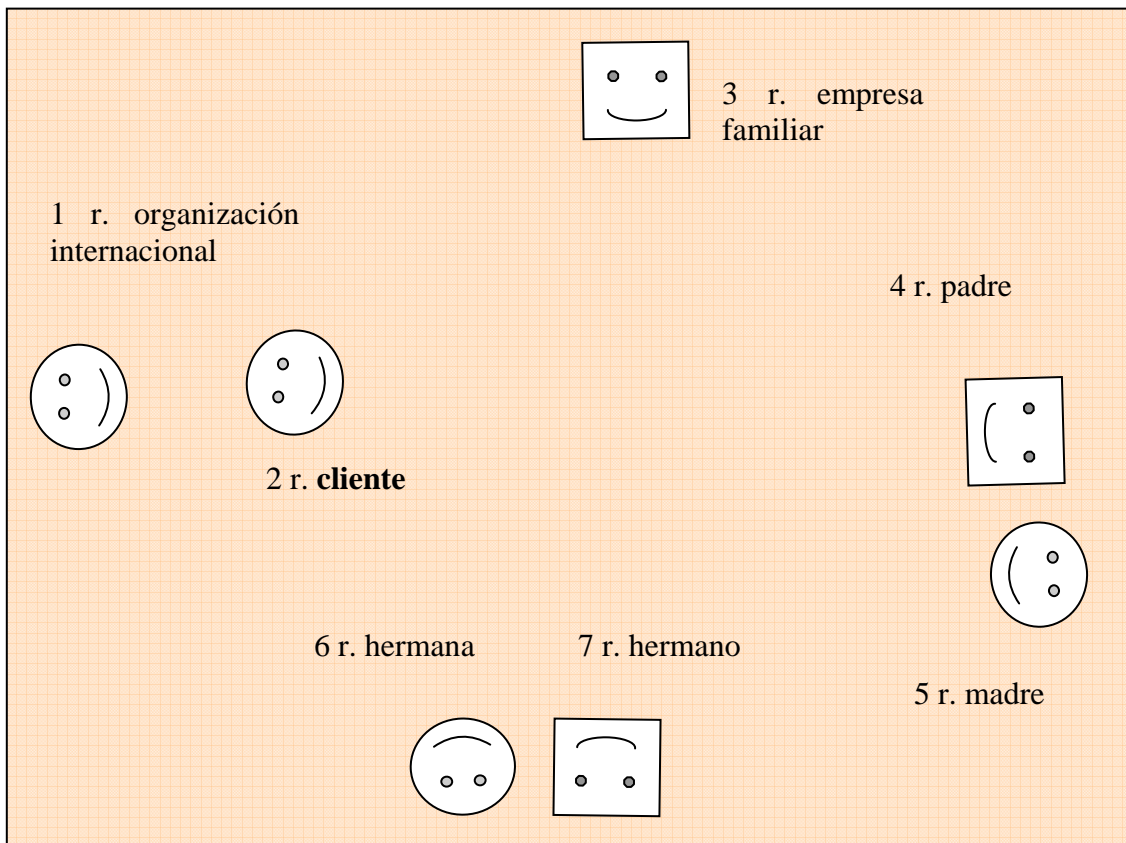 3 r. empresa
familiar
1 r. organización
internacional
4 r. padre
2 r. cliente
6 r. hermana
7 r. hermano
5 r. madre